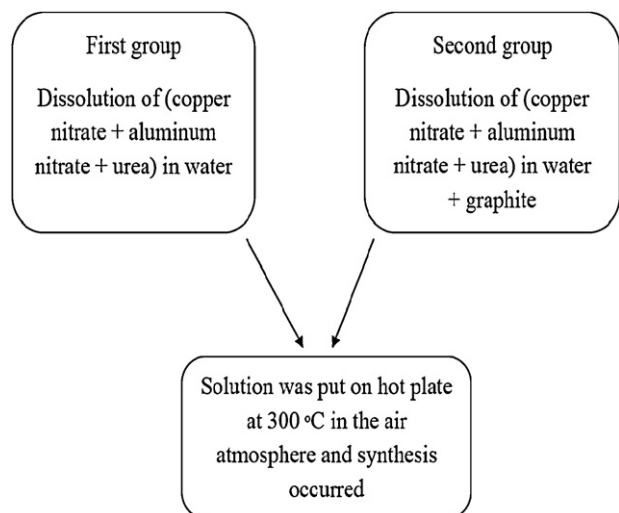 First group
Dissolution of (copper
nitrate + aluminum
nitrate + urea) in water
Second group
Dissolution of (copper
nitrate + aluminum
nitrate + urea) in water
+ graphite
Solution was put on hot plate
at 300 ºC in the air
atmosphere and synthesis
occurred